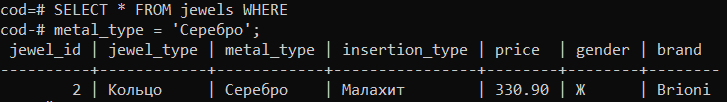 cod=# SELECT * FROM jewels WHERE
cod-# metal_type = 'Серебро';
 jewel_id | jewel_type | metal_type | insertion_type | price  | gender | brand
----------+------------+------------+----------------+--------+--------+--------
        2 | Кольцо     | Серебро    | Малахит        | 330.90 | Ж      | Brioni